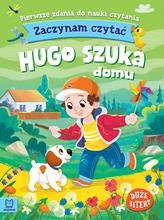 Pierwsze zdania do nauki czytania
Zaczynam czytać
HUGO SZUKA
domu
DUŻE
LITERY